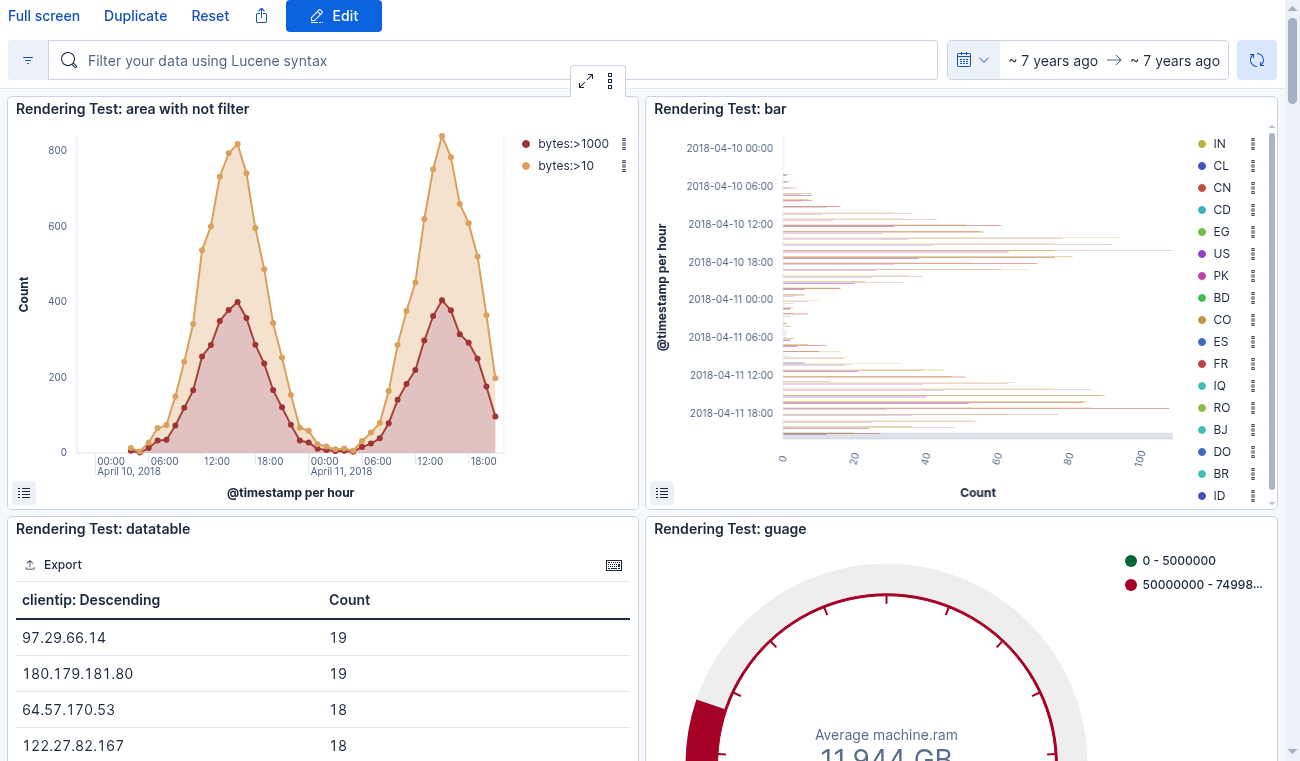 Full screen Duplicate Reset Edit
Filter your data using Lucene syntax
~ 7 years ago ~ 7 years ago
Rendering Test: area with not filter
Count
800
600
400
200
0
00:00 06:00 12:00 18:00 00:00 06:00 12:00 18:00
April 10, 2018 April 11, 2018
@timestamp per hour
bytes:>1000
bytes:>10
Rendering Test: bar
@timestamp per hour
2018-04-10 00:00
2018-04-10 06:00
2018-04-10 12:00
2018-04-10 18:00
2018-04-11 00:00
2018-04-11 06:00
2018-04-11 12:00
2018-04-11 18:00
0 20 40 60 80 100
Count
IN
CL
CN
CD
EG
US
PK
BD
CO
ES
FR
IQ
RO
BJ
DO
BR
ID
Rendering Test: datatable
Export
clientip: Descending Count
97.29.66.14 19
180.179.181.80 19
64.57.170.53 18
122.27.82.167 18
Rendering Test: guage
0 - 5000000
50000000 - 74998...
Average machine.ram
11.944 GB